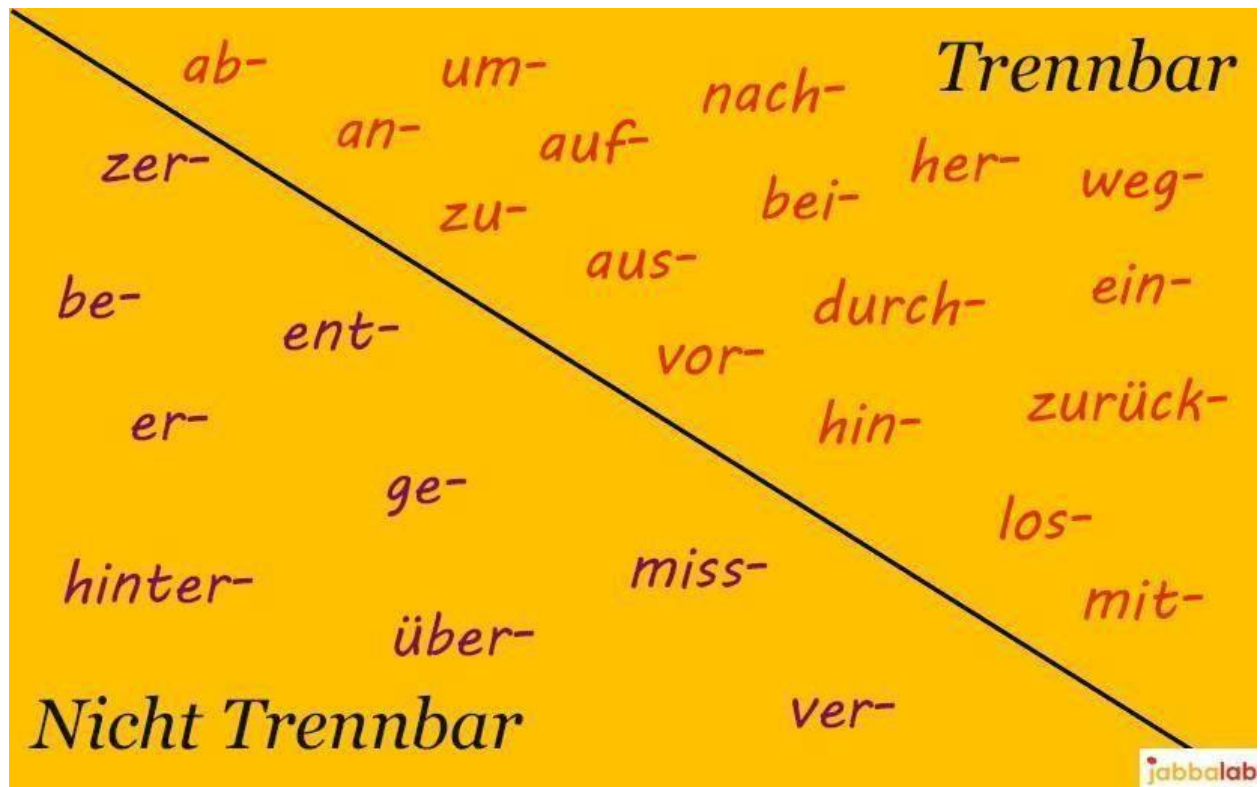 Trennbar
ab-
um-
nach-
an-
auf-
her-
weg-
zu-
bei-
aus-
durch-
ein-
vor-
hin-
zurück-
los-
mit-
zer-
be-
ent-
er-
ge-
hinter-
miss-
über-
ver-
Nicht Trennbar
jabbalab